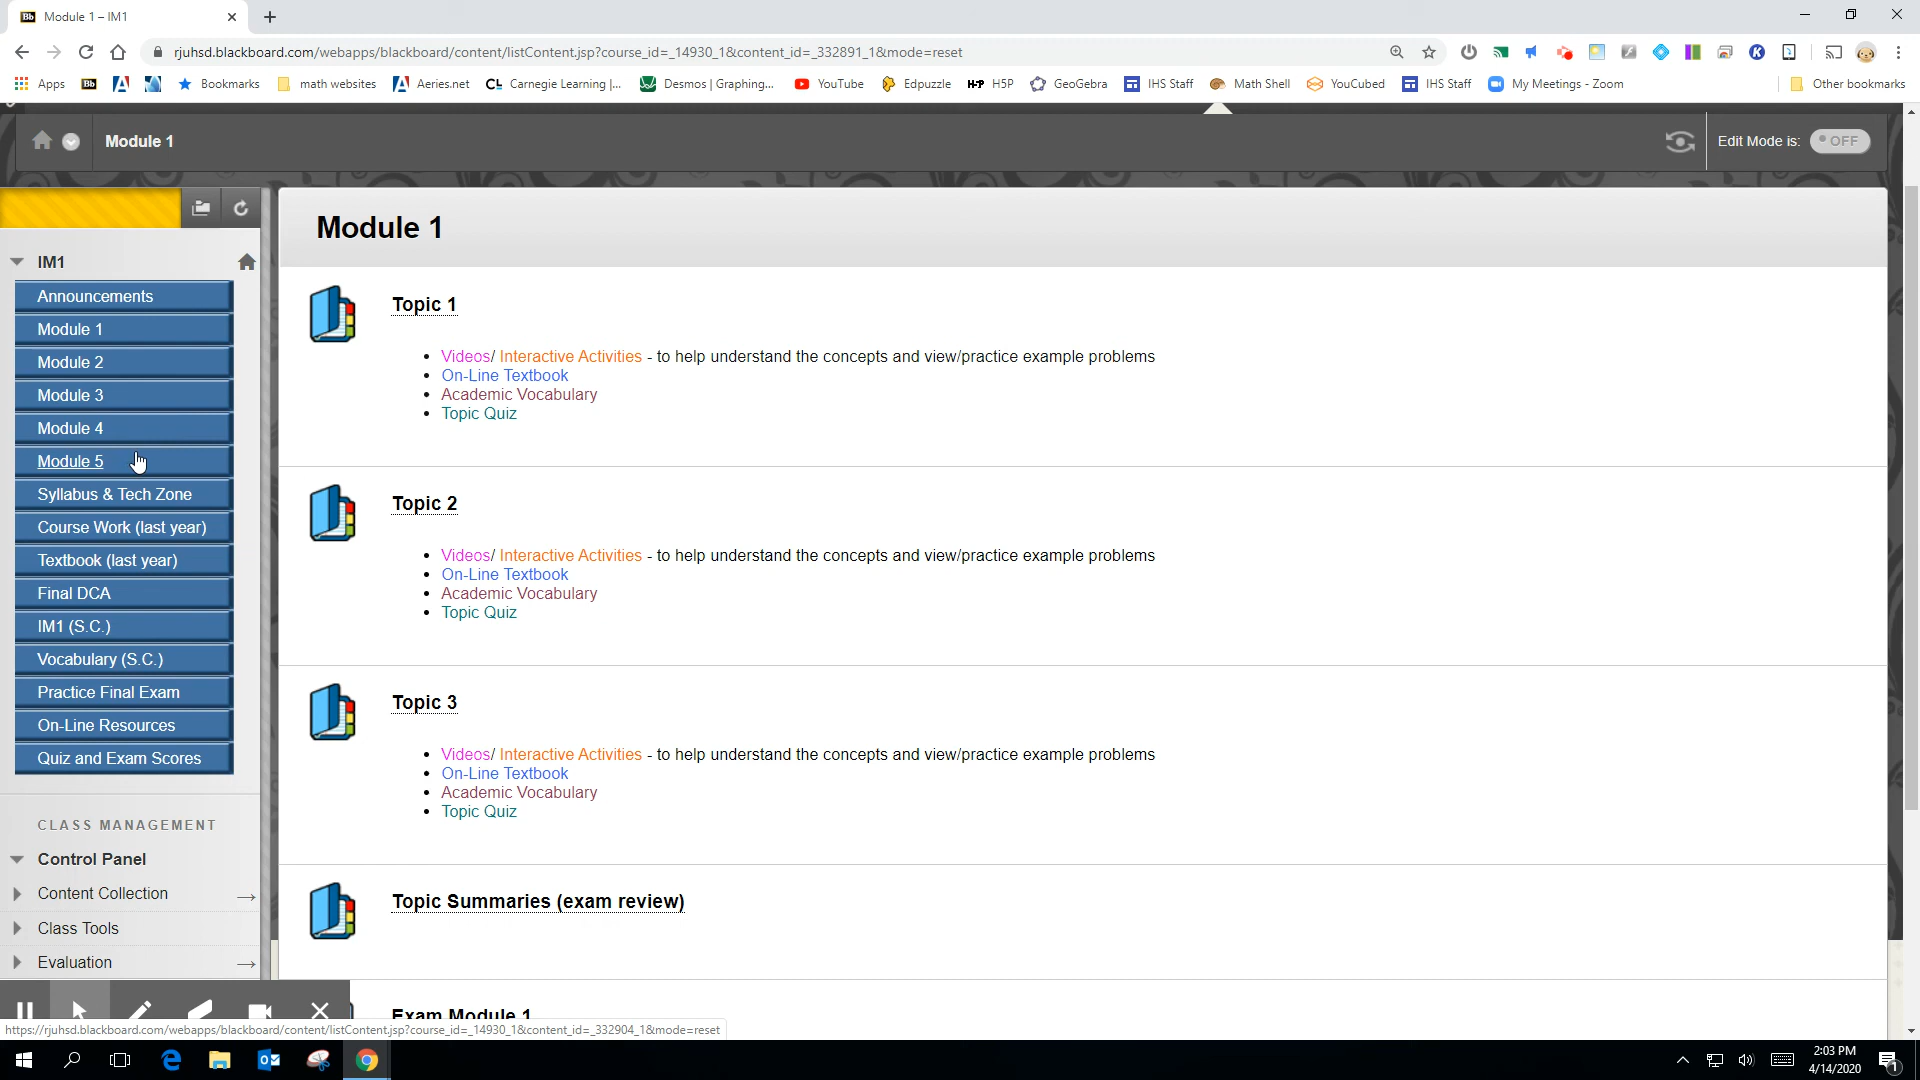 Bb Module 1 – IM1
rjuhsd.blackboard.com/webapps/blackboard/content/listContent.jsp?course_id=_14930_1&content_id=_332891_1&mode=reset
Apps Bb Bookmarks math websites Aeries.net CL Carnegie Learning |... Desmos | Graphing... YouTube Edpuzzle H5P H5P GeoGebra IHS Staff Math Shell YouCubed IHS Staff My Meetings - Zoom Other bookmarks
Module 1 Edit Mode is: OFF
Module 1
IM1
Announcements
Module 1
Module 2
Module 3
Module 4
Module 5
Syllabus & Tech Zone
Course Work (last year)
Textbook (last year)
Final DCA
IM1 (S.C.)
Vocabulary (S.C.)
Practice Final Exam
On-Line Resources
Quiz and Exam Scores
CLASS MANAGEMENT
Control Panel
Content Collection
Class Tools
Evaluation
Topic 1
Videos/ Interactive Activities - to help understand the concepts and view/practice example problems
On-Line Textbook
Academic Vocabulary
Topic Quiz
Topic 2
Videos/ Interactive Activities - to help understand the concepts and view/practice example problems
On-Line Textbook
Academic Vocabulary
Topic Quiz
Topic 3
Videos/ Interactive Activities - to help understand the concepts and view/practice example problems
On-Line Textbook
Academic Vocabulary
Topic Quiz
Topic Summaries (exam review)
Exam Module 1
https://rjuhsd.blackboard.com/webapps/blackboard/content/listContent.jsp?course_id=_14930_1&content_id=_332904_1&mode=reset
2:03 PM
4/14/2020
1